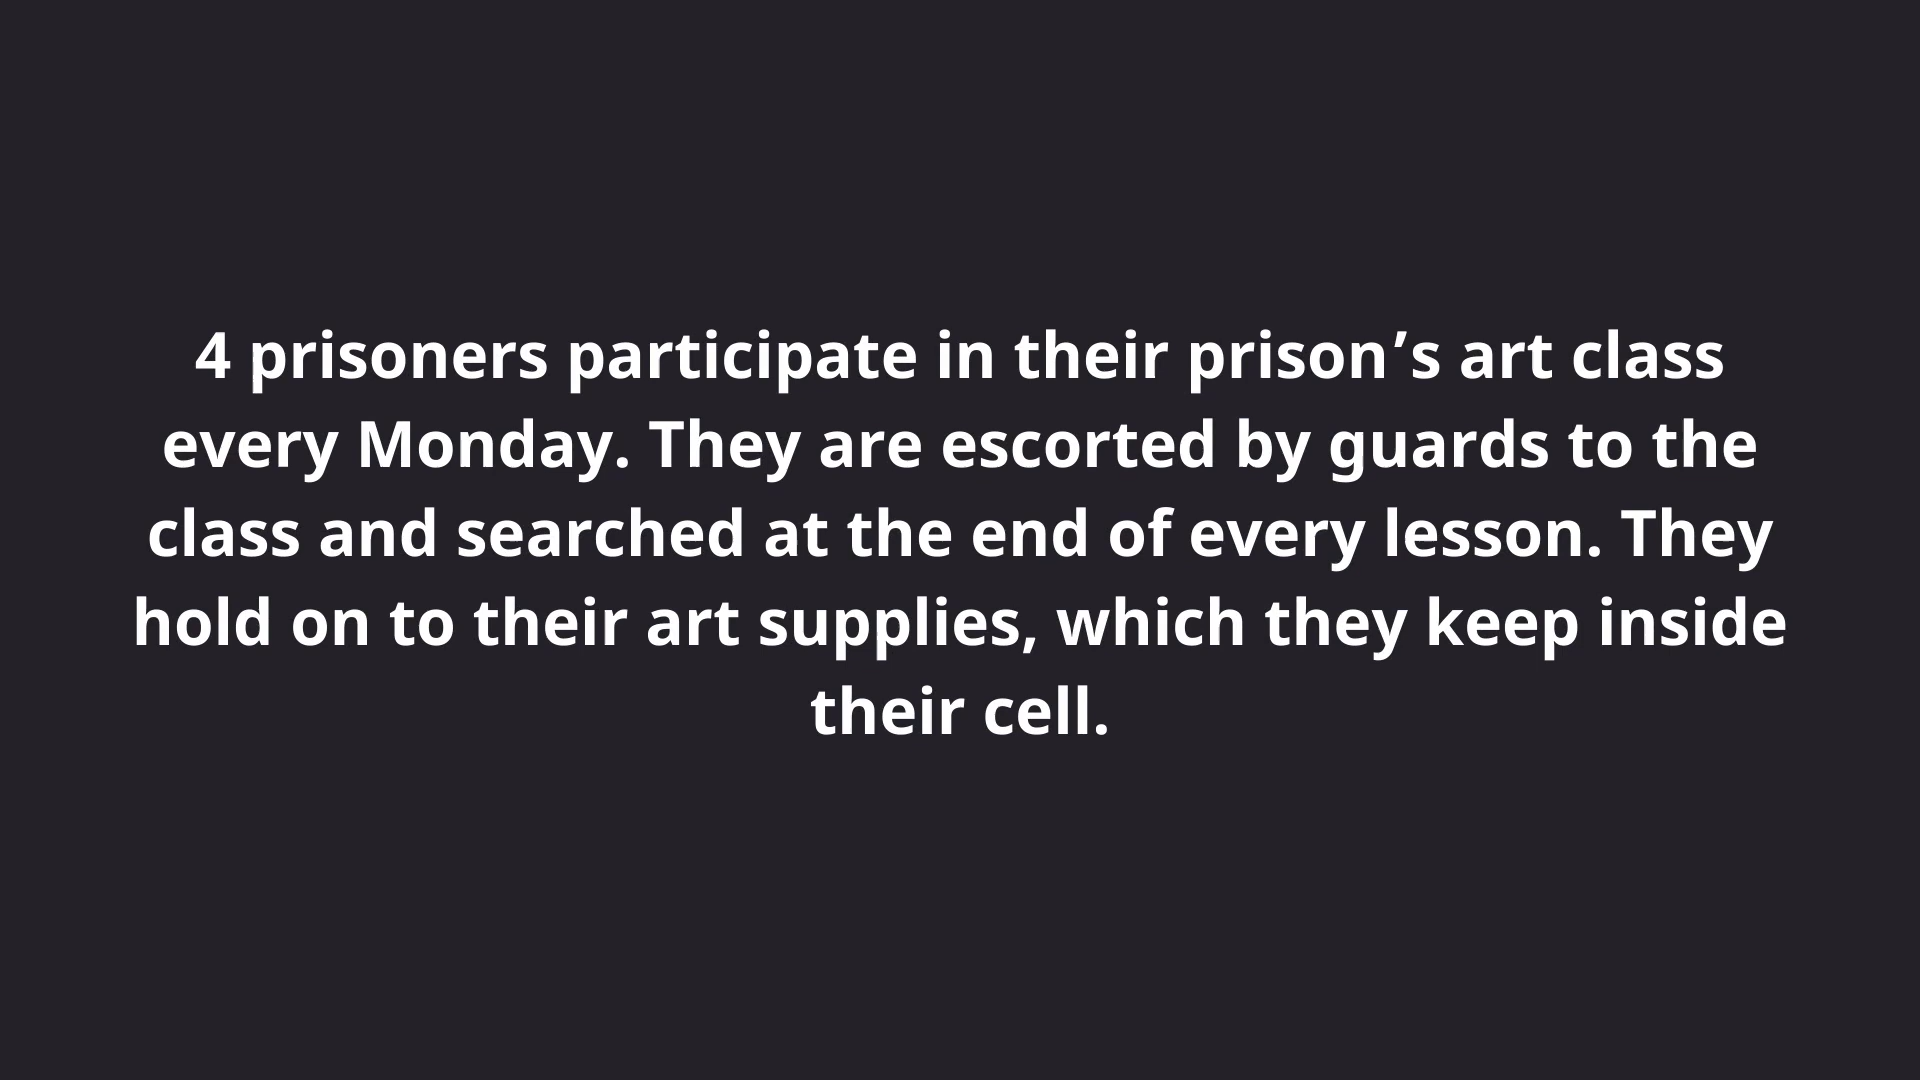 4 prisoners participate in their prison’s art class
every Monday. They are escorted by guards to the
class and searched at the end of every lesson. They
hold on to their art supplies, which they keep inside
their cell.